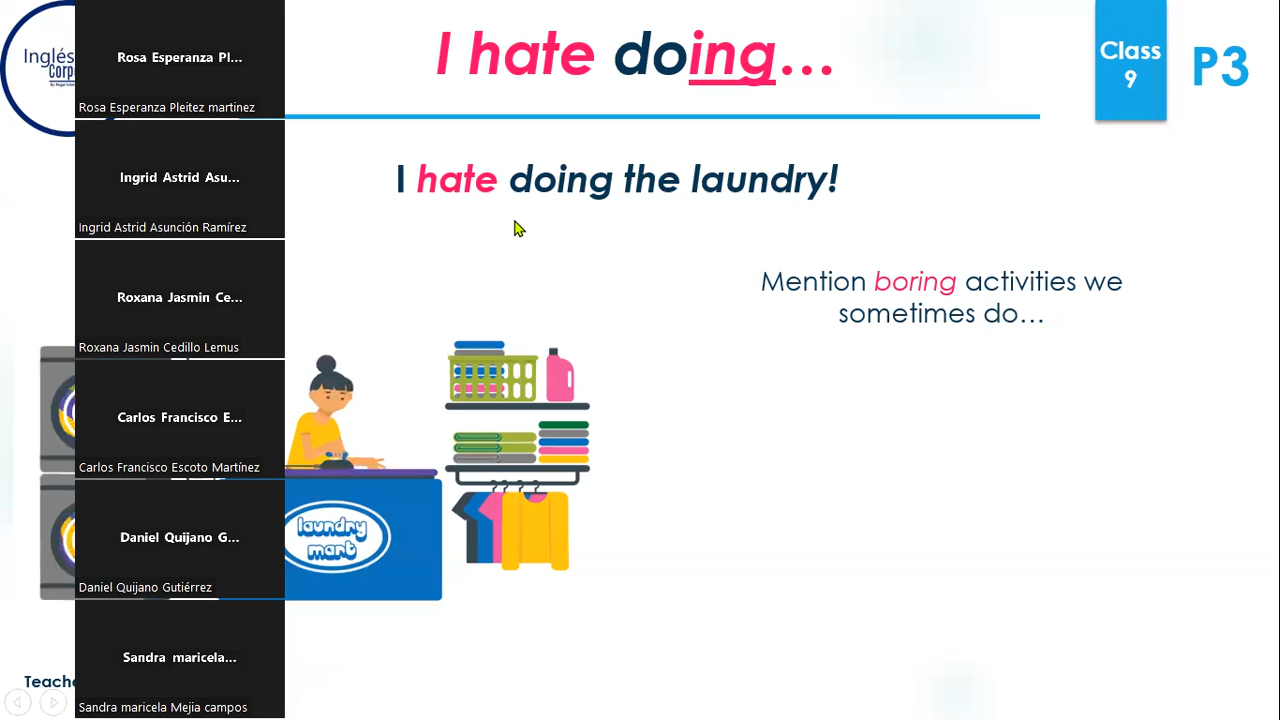 I hate doing...
Class
9
P3
Inglés
Corp
Rosa Esperanza Pl...
Rosa Esperanza Pleitez martinez
I hate doing the laundry!
Ingrid Astrid Asu...
Ingrid Astrid Asunción Ramírez
Mention boring activities we
sometimes do...
Roxana Jasmin Ce...
Roxana Jasmin Cedillo Lemus
Carlos Francisco E...
Carlos Francisco Escoto Martínez
laundry
mart
Daniel Quijano G...
Daniel Quijano Gutiérrez
Sandra maricela...
Sandra maricela Mejia campos
Teache